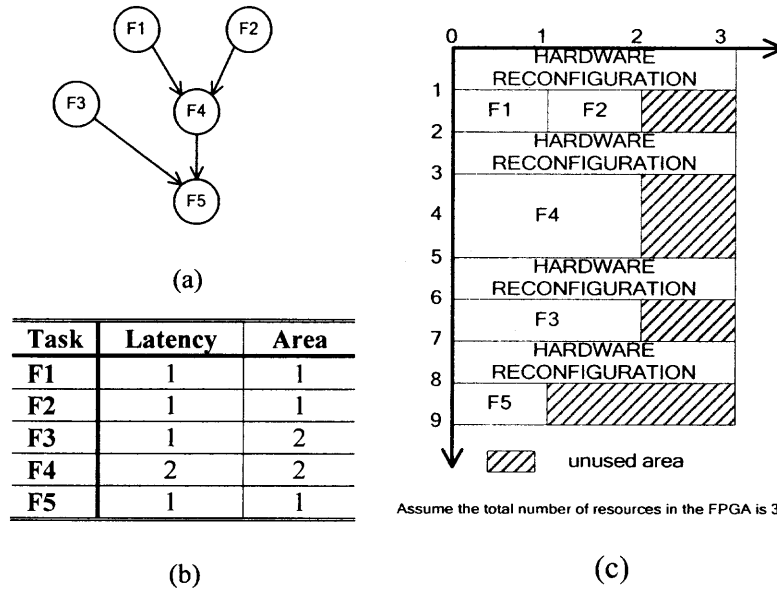 F1
F2
F3
F4
F5
(a)
Task Latency Area
F1 1 1
F2 1 1
F3 1 2
F4 2 2
F5 1 1
(b)
0 1 2 3
HARDWARE
RECONFIGURATION
1
F1 F2
2
HARDWARE
RECONFIGURATION
3
F4
4
5
HARDWARE
RECONFIGURATION
6
F3
7
HARDWARE
RECONFIGURATION
8
F5
9
unused area
Assume the total number of resources in the FPGA is 3
(c)